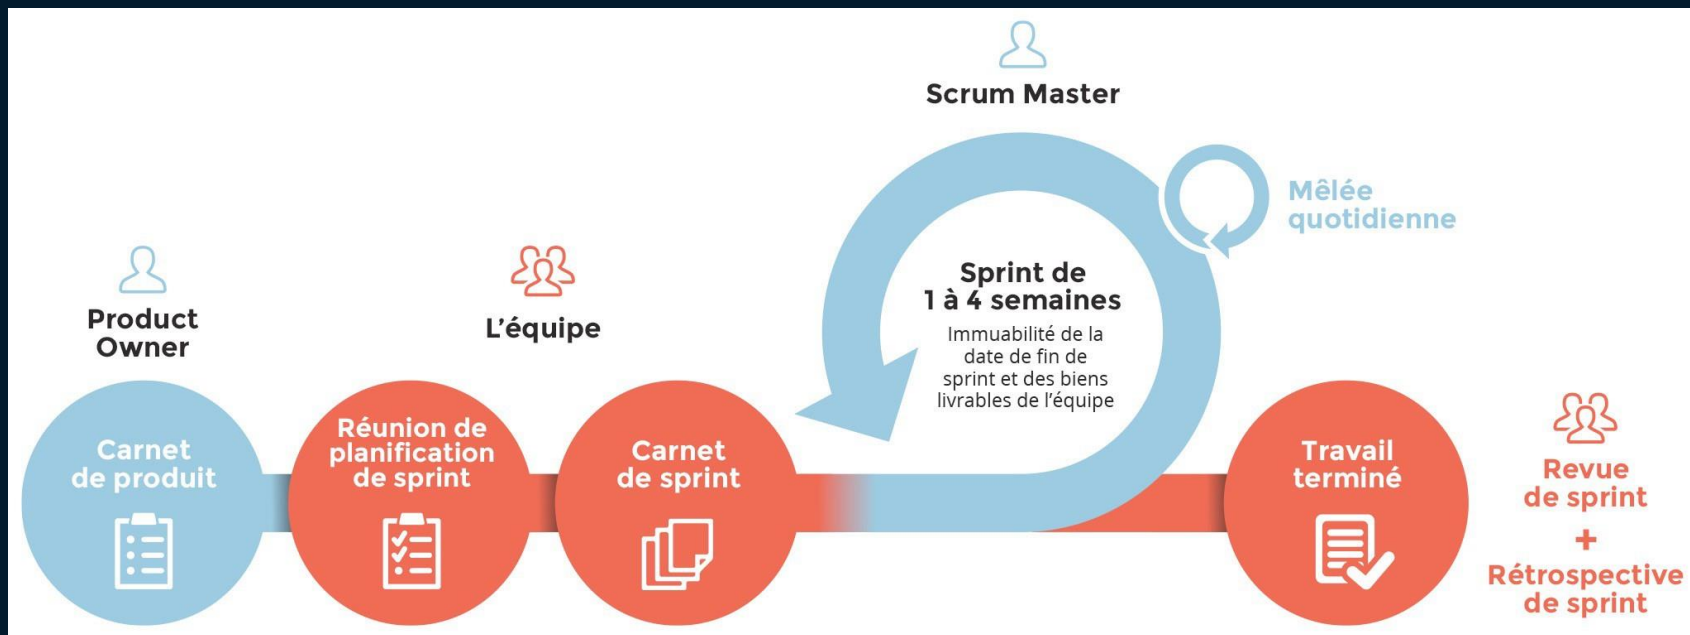 Scrum Master
Mêlée
quotidienne
Sprint de
1 à 4 semaines
Immuabilité de la
date de fin de
sprint et des biens
livrables de l'équipe
Product
Owner
L'équipe
Carnet
de produit
Réunion de
planification
de sprint
Carnet
de sprint
Travail
terminé
Revue
de sprint
+
Rétrospective
de sprint